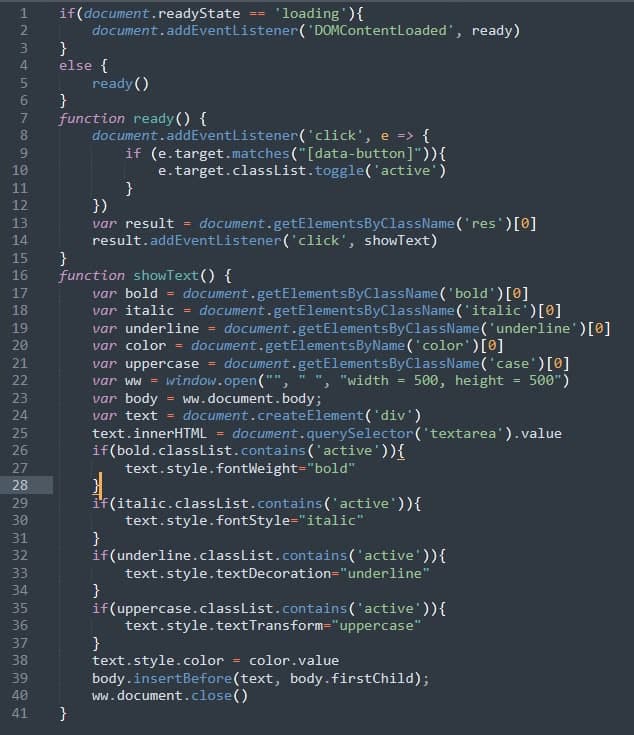 1 if(document.readyState == 'loading'){
2 document.addEventListener('DOMContentLoaded', ready)
3 }
4 else {
5 ready()
6 }
7 function ready() {
8 document.addEventListener('click', e => {
9 if (e.target.matches("[data-button]")){
10 e.target.classList.toggle('active')
11 }
12 })
13 var result = document.getElementsByClassName('res')[0]
14 result.addEventListener('click', showText)
15 }
16 function showText() {
17 var bold = document.getElementsByClassName('bold')[0]
18 var italic = document.getElementsByClassName('italic')[0]
19 var underline = document.getElementsByClassName('underline')[0]
20 var color = document.getElementsByName('color')[0]
21 var uppercase = document.getElementsByClassName('case')[0]
22 var ww = window.open("", " ", "width = 500, height = 500")
23 var body = ww.document.body;
24 var text = document.createElement('div')
25 text.innerHTML = document.querySelector('textarea').value
26 if(bold.classList.contains('active')){
27 text.style.fontWeight="bold"
28 }
29 if(italic.classList.contains('active')){
30 text.style.fontStyle="italic"
31 }
32 if(underline.classList.contains('active')){
33 text.style.textDecoration="underline"
34 }
35 if(uppercase.classList.contains('active')){
36 text.style.textTransform="uppercase"
37 }
38 text.style.color = color.value
39 body.insertBefore(text, body.firstChild);
40 ww.document.close()
41 }